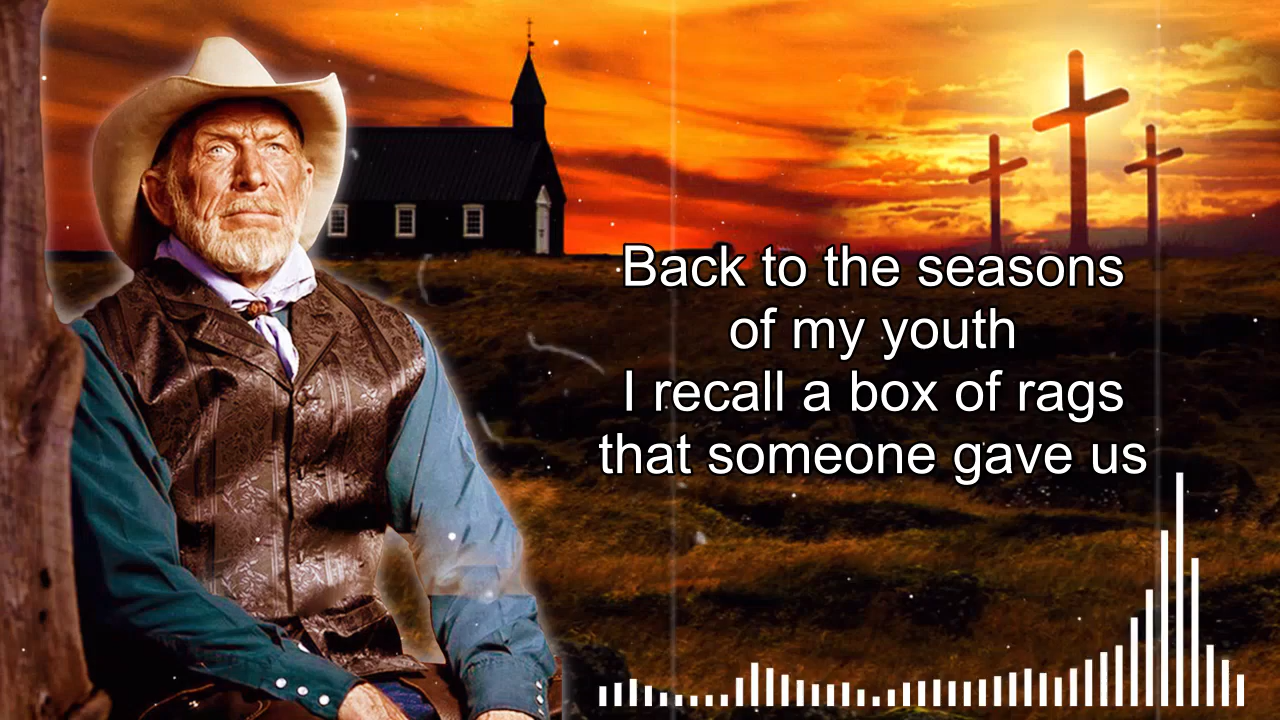 Back to the seasons
of my youth
I recall a box of rags
that someone gave us